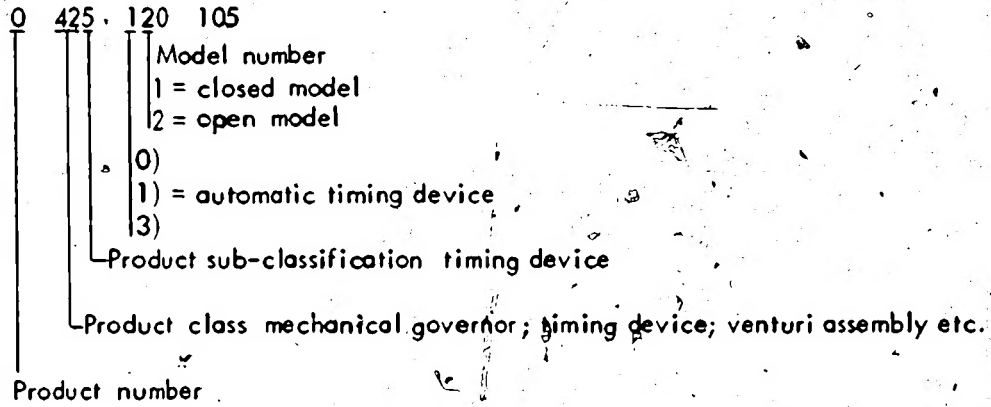 0 425. 120 105
Model number
1 = closed model
2 = open model
0)
1) = automatic timing device
3)
Product sub-classification timing device
Product class mechanical governor; timing device; venturi assembly etc.
Product number